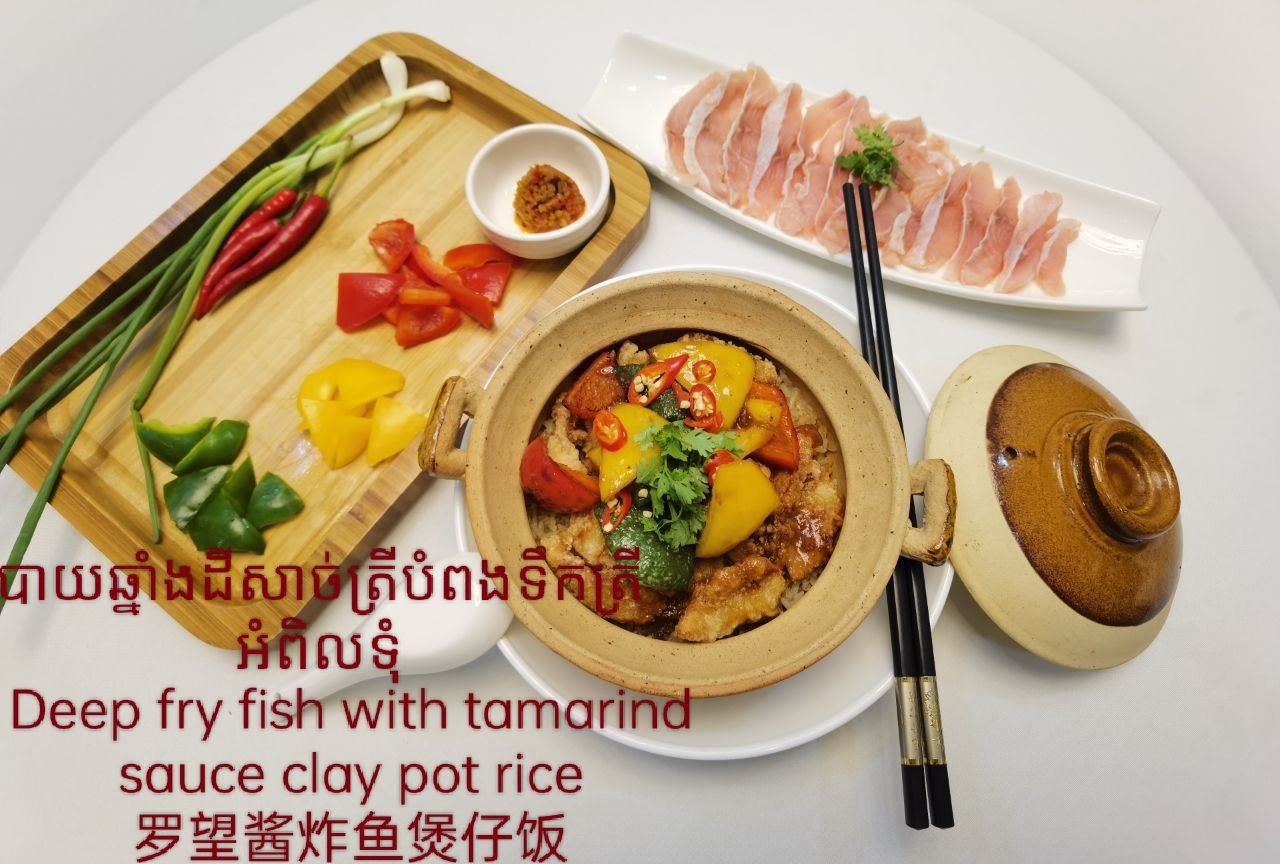 បាយឆ្នាំងដីសាច់ត្រីបំពងទឹកត្រី
អំពិលទុំ
Deep fry fish with tamarind
sauce clay pot rice
罗望酱炸鱼煲仔饭